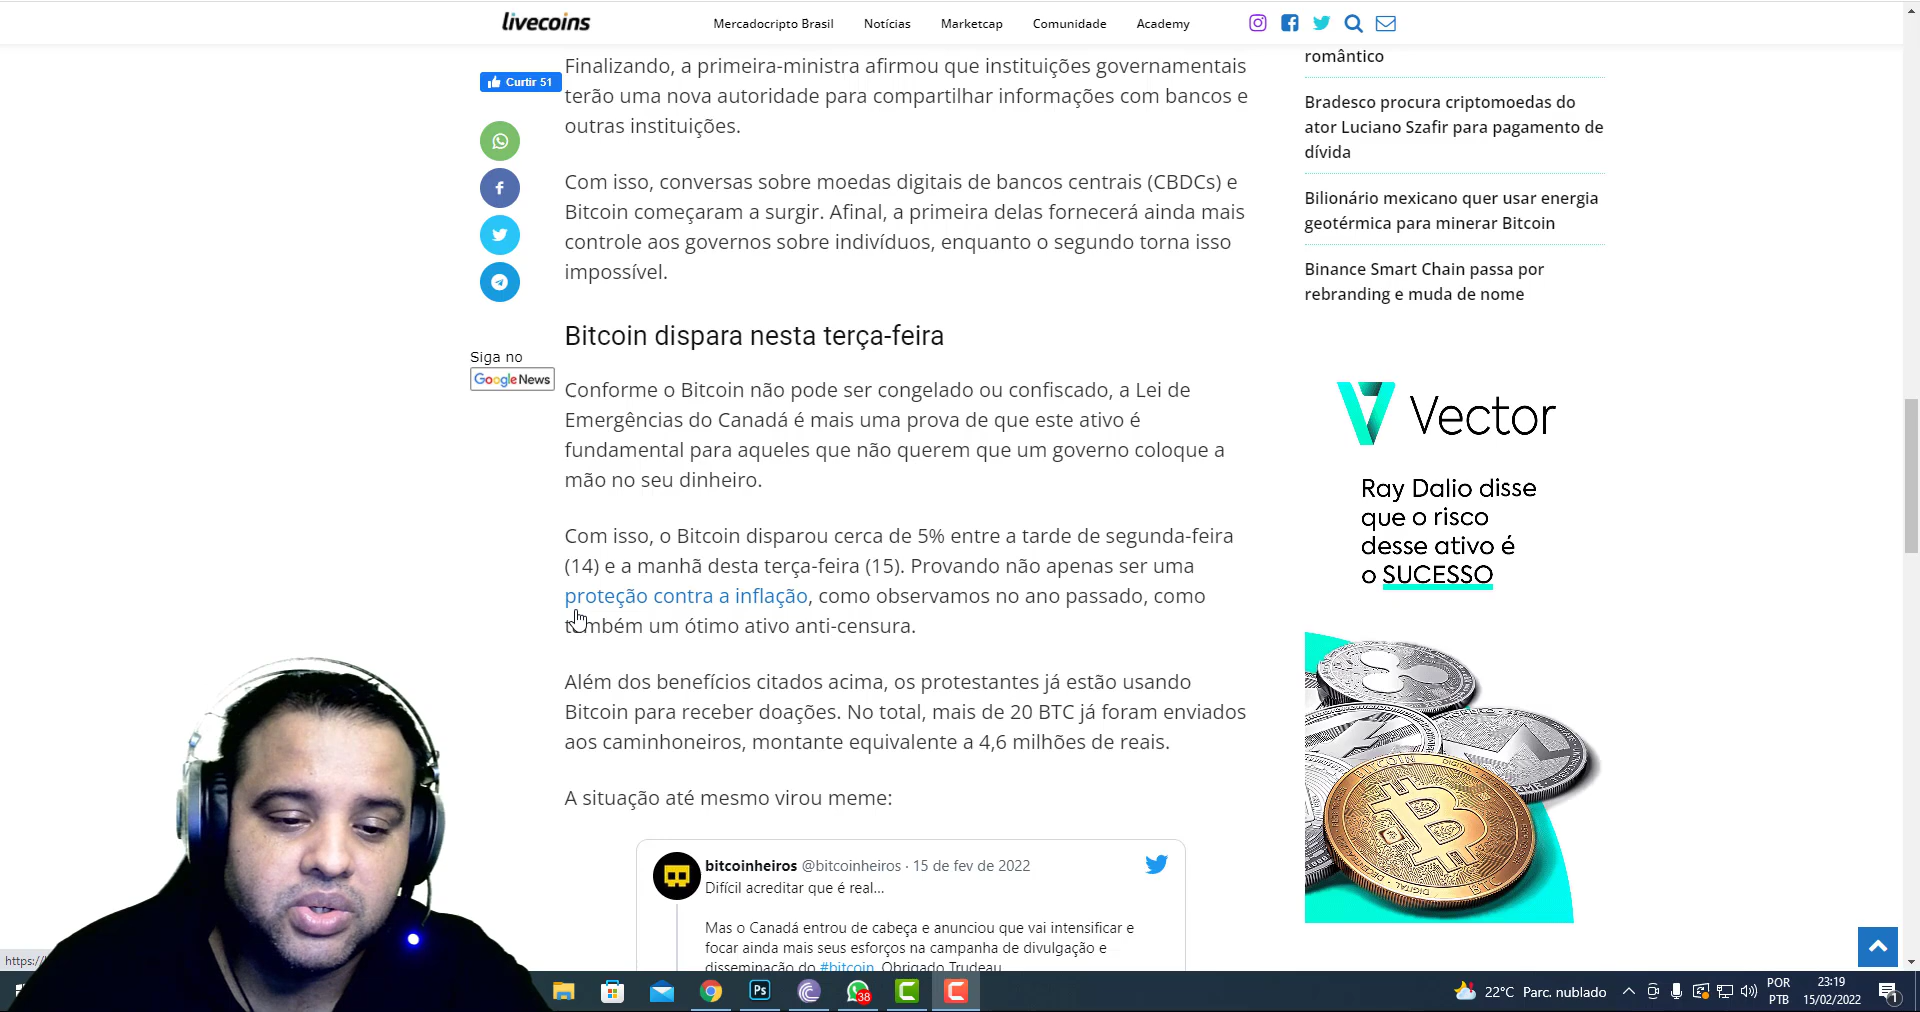 livecoins
Mercadocripto Brasil
Notícias
Marketcap
Comunidade
Academy
Curtir 51
Finalizando, a primeira-ministra afirmou que instituições governamentais
terão uma nova autoridade para compartilhar informações com bancos e
outras instituições.
Com isso, conversas sobre moedas digitais de bancos centrais (CBDCs) e
Bitcoin começaram a surgir. Afinal, a primeira delas fornecerá ainda mais
controle aos governos sobre indivíduos, enquanto o segundo torna isso
impossível.
Bitcoin dispara nesta terça-feira
Siga no
Google News
Conforme o Bitcoin não pode ser congelado ou confiscado, a Lei de
Emergências do Canadá é mais uma prova de que este ativo é
fundamental para aqueles que não querem que um governo coloque a
mão no seu dinheiro.
Com isso, o Bitcoin disparou cerca de 5% entre a tarde de segunda-feira
(14) e a manhã desta terça-feira (15). Provando não apenas ser uma
proteção contra a inflação, como observamos no ano passado, como
também um ótimo ativo anti-censura.
Além dos benefícios citados acima, os protestantes já estão usando
Bitcoin para receber doações. No total, mais de 20 BTC já foram enviados
aos caminhoneiros, montante equivalente a 4,6 milhões de reais.
A situação até mesmo virou meme:
bitcoinheiros @bitcoinheiros · 15 de fev de 2022
Difícil acreditar que é real...
Mas o Canadá entrou de cabeça e anunciou que vai intensificar e
focar ainda mais seus esforços na campanha de divulgação e
disseminação do #bitcoin. Obrigado Trudeau
romântico
Bradesco procura criptomoedas do
ator Luciano Szafir para pagamento de
dívida
Bilionário mexicano quer usar energia
geotérmica para minerar Bitcoin
Binance Smart Chain passa por
rebranding e muda de nome
Vector
Ray Dalio disse
que o risco
desse ativo é
o SUCESSO
BITCOIN
DIGITAL
BTC
https://
Ps
38
22°C Parc. nublado
POR
PTB
23:19
15/02/2022
1